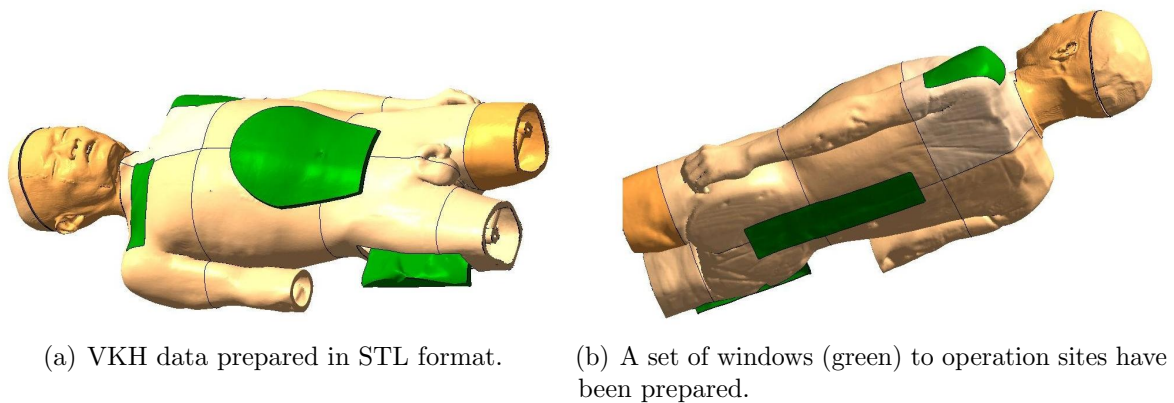 (a) VKH data prepared in STL format.
(b) A set of windows (green) to operation sites have
been prepared.